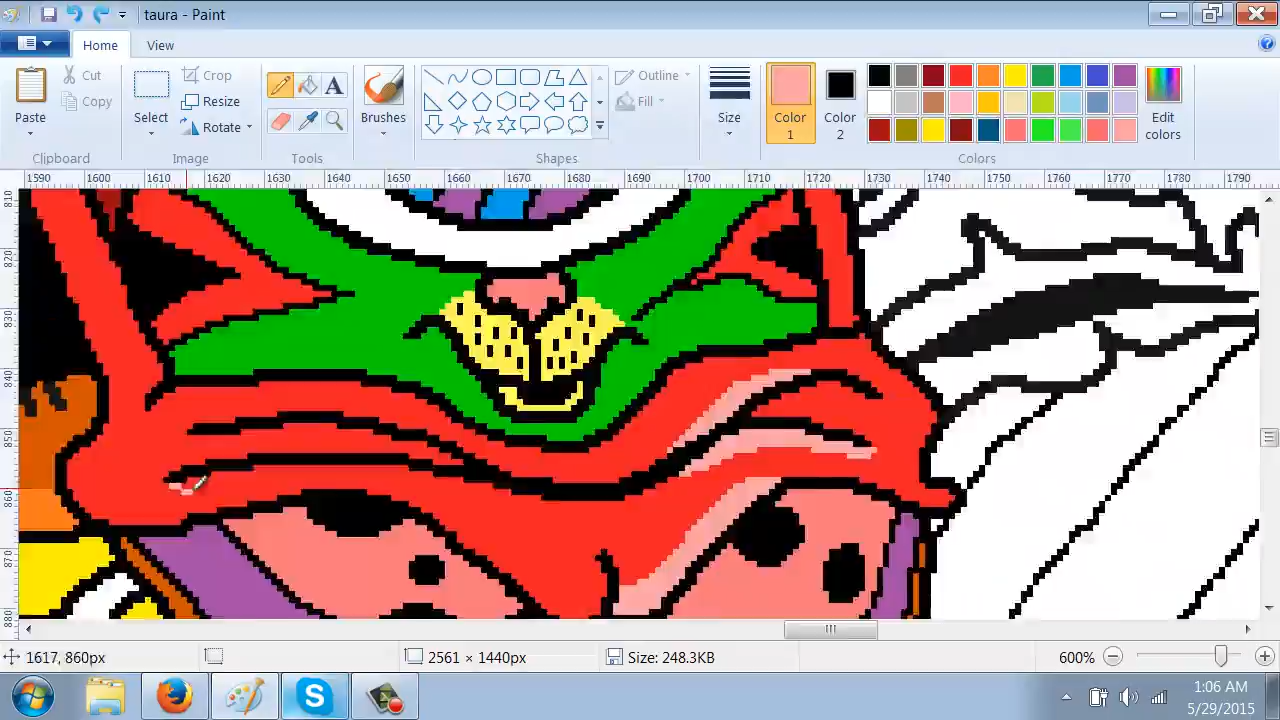 taura - Paint
Home
View
Paste
Cut
Copy
Clipboard
Select
Crop
Resize
Rotate
Image
A
Tools
Brushes
Outline
Fill
Shapes
Size
Color 1
Color 2
Edit colors
Colors
1590 1600 1610 1620 1630 1640 1650 1660 1670 1680 1690 1700 1710 1720 1730 1740 1750 1760 1770 1780 1790
810
820
830
840
850
860
870
880
1617, 860px
2561 × 1440px
Size: 248.3KB
600%
1:06 AM
5/29/2015